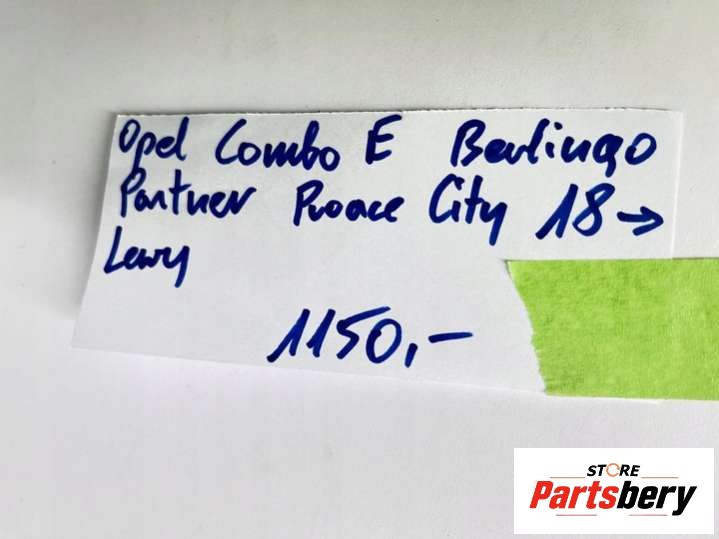 Opel Combo E Berlingo
Partner Proace City 18→
Lewy
1150,-
STORE
Partsbery